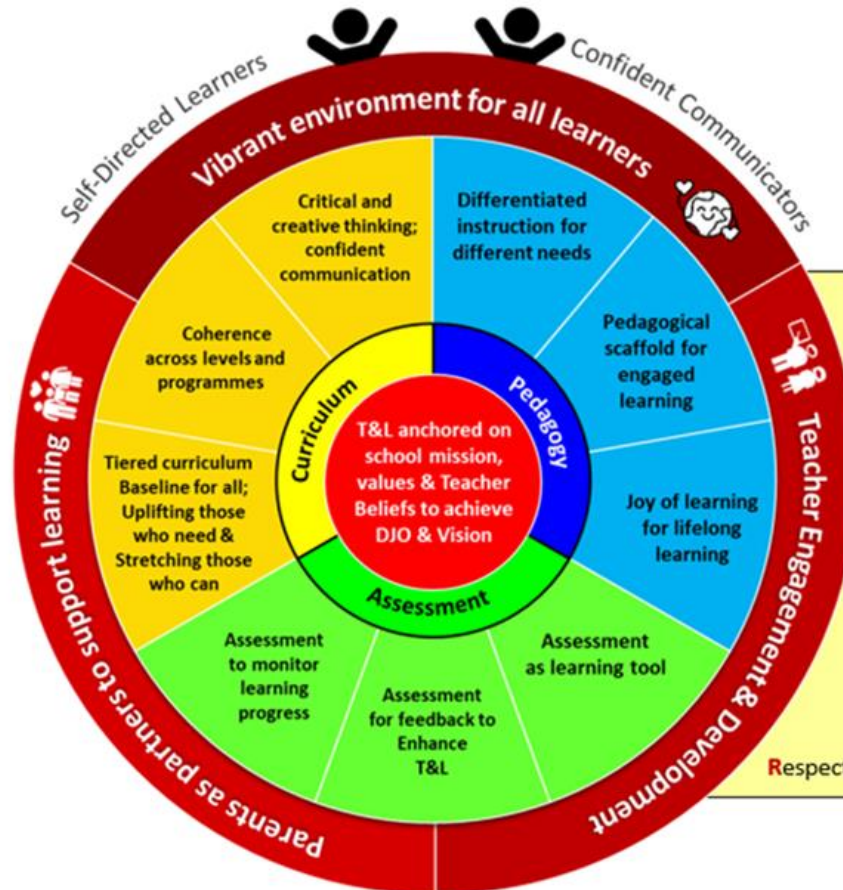 Self-Directed Learners
Confident Communicators
Vibrant environment for all learners
Critical and
creative thinking;
confident
communication
Differentiated
instruction for
different needs
Coherence
across levels and
programmes
Pedagogical
scaffold for
engaged
learning
Tiered curriculum
Baseline for all;
Uplifting those
who need &
Stretching those
who can
Joy of learning
for lifelong
learning
Curriculum
Pedagogy
Assessment
T&L anchored on
school mission,
values & Teacher
Beliefs to achieve
DJO & Vision
Assessment
to monitor
learning
progress
Assessment
for feedback to
Enhance
T&L
Assessment
as learning tool
Parents as partners to support learning
Teacher Engagement & Development
Respect